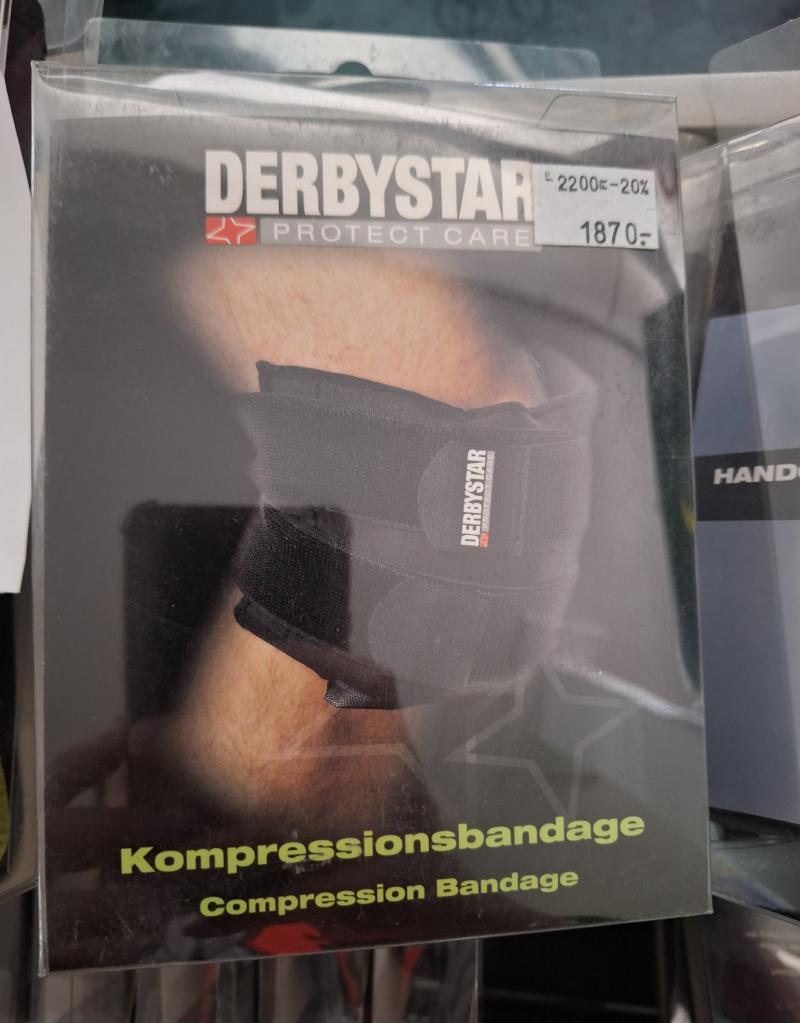 DERBYSTAR
PROTECT CARE
2200 -20%
1870.-
DERBYSTAR
HAND
Kompressionsbandage
Compression Bandage